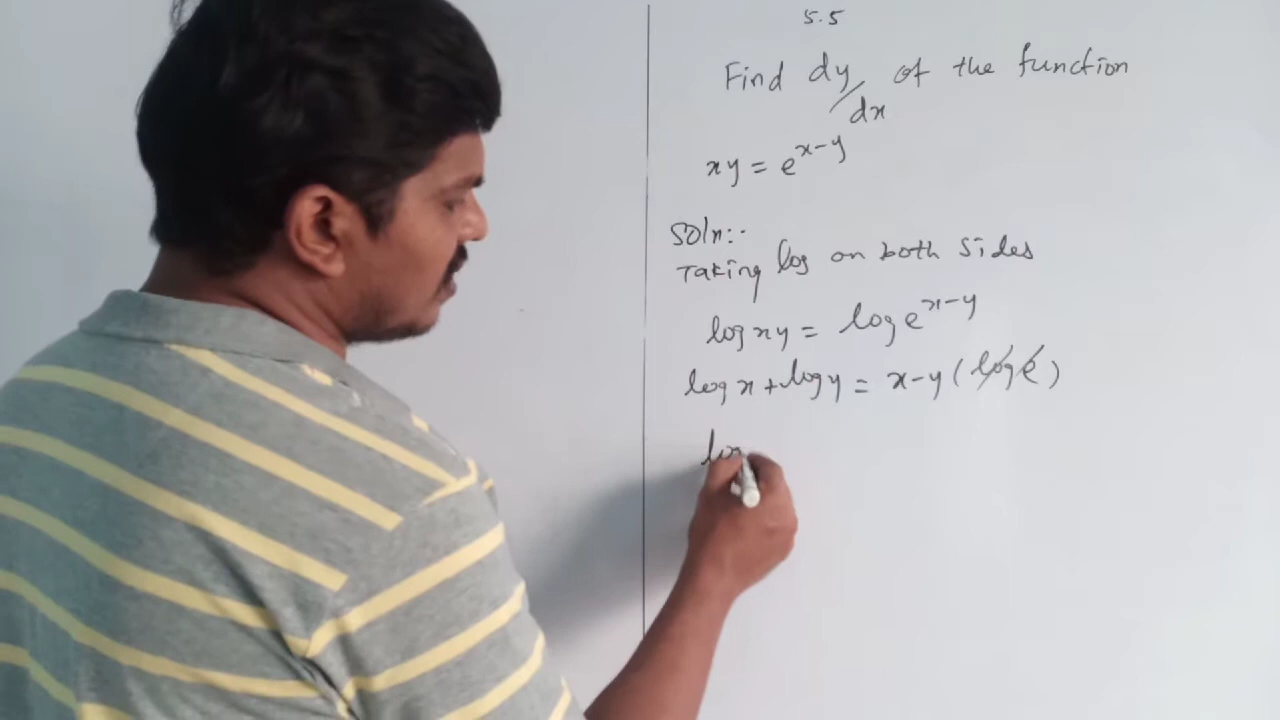 5.5
Find dy/dx of the function
xy = e^x-y
Soln:-
Taking log on both sides
log xy = log e^x-y
log x + log y = x-y (log e)
lo